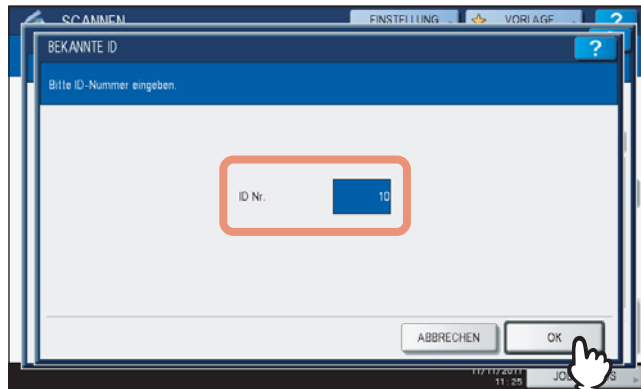 SCANNEN EINSTELLUNG VORLAGE ?
BEKANNTE ID ?
Bitte ID-Nummer eingeben.
ID Nr. 10
ABBRECHEN OK
11/11/2011
11:25